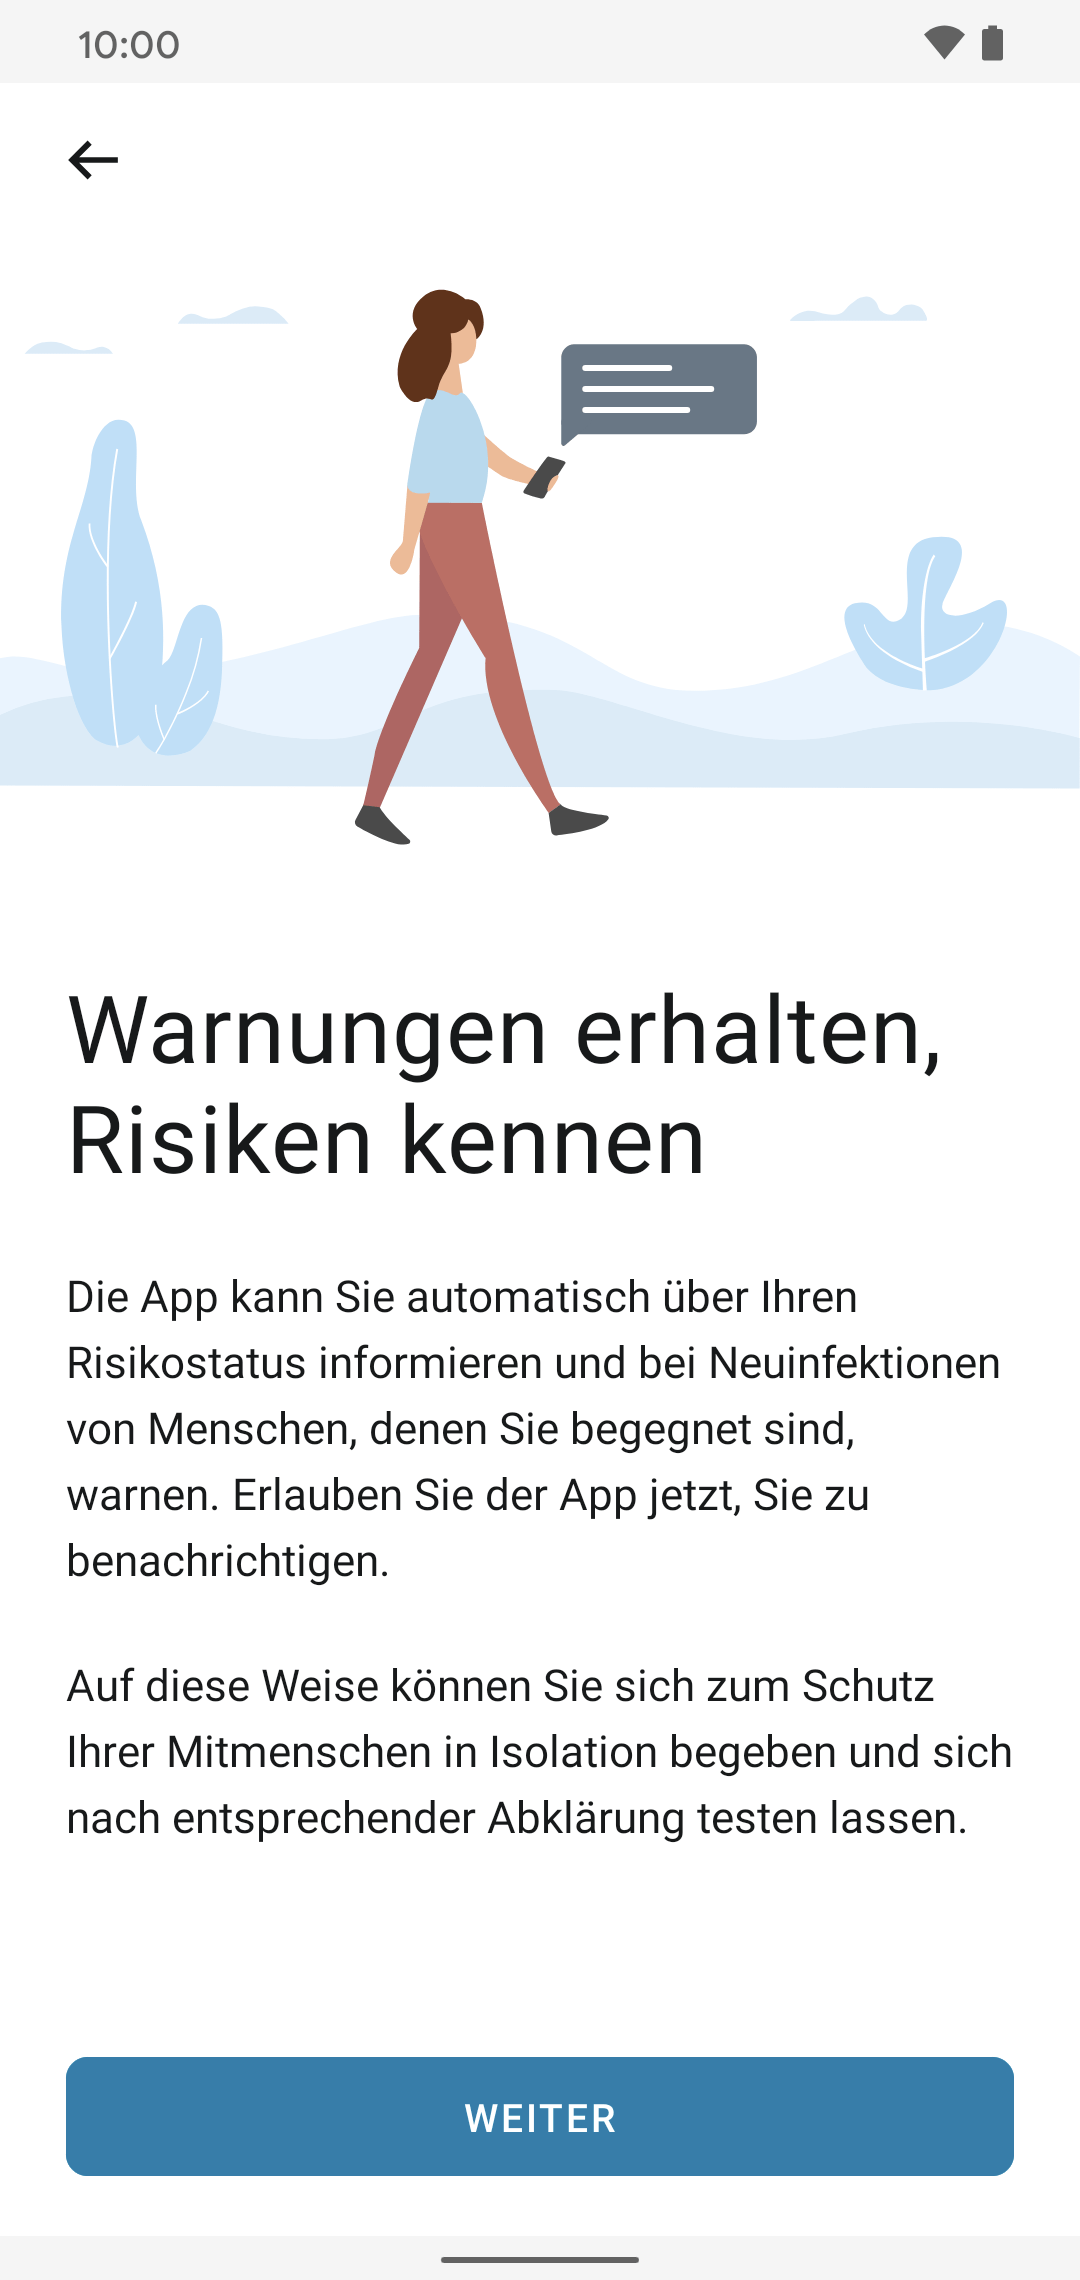 10:00
Warnungen erhalten,
Risiken kennen
Die App kann Sie automatisch über Ihren
Risikostatus informieren und bei Neuinfektionen
von Menschen, denen Sie begegnet sind,
warnen. Erlauben Sie der App jetzt, Sie zu
benachrichtigen.
Auf diese Weise können Sie sich zum Schutz
Ihrer Mitmenschen in Isolation begeben und sich
nach entsprechender Abklärung testen lassen.
WEITER